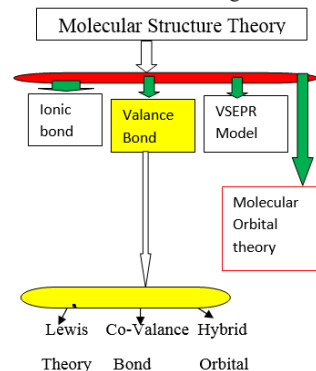 Molecular Structure Theory
Ionic
bond
Valance
Bond
VSEPR
Model
Molecular
Orbital
theory
Lewis
Theory
Co-Valance
Bond
Hybrid
Orbital